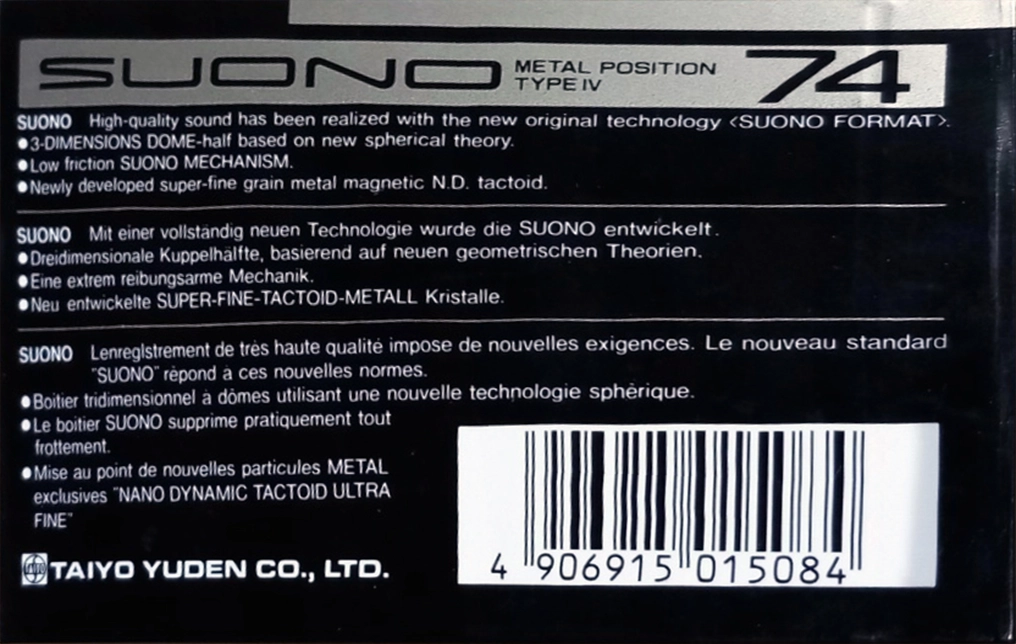 SUONO METAL POSITION TYPE IV 74
SUONO High-quality sound has been realized with the new original technology <SUONO FORMAT>.
●3-DIMENSIONS DOME-half based on new spherical theory.
●Low friction SUONO MECHANISM.
●Newly developed super-fine grain metal magnetic N.D. tactoid.
SUONO Mit einer vollständig neuen Technologie wurde die SUONO entwickelt.
●Dreidimensionale Kuppelhälfte, basierend auf neuen geometrischen Theorien.
●Eine extrem reibungsarme Mechanik.
●Neu entwickelte SUPER-FINE-TACTOID-METALL Kristalle.
SUONO Lenregistrement de très haute qualité impose de nouvelles exigences. Le nouveau standard
"SUONO" répond à ces nouvelles normes.
●Boitier tridimensionnel à dômes utilisant une nouvelle technologie sphérique.
●Le boitier SUONO supprime pratiquement tout
frottement.
●Mise au point de nouvelles particules METAL
exclusives "NANO DYNAMIC TACTOID ULTRA
FINE"
TAIYO YUDEN CO., LTD.
4 906915 015084